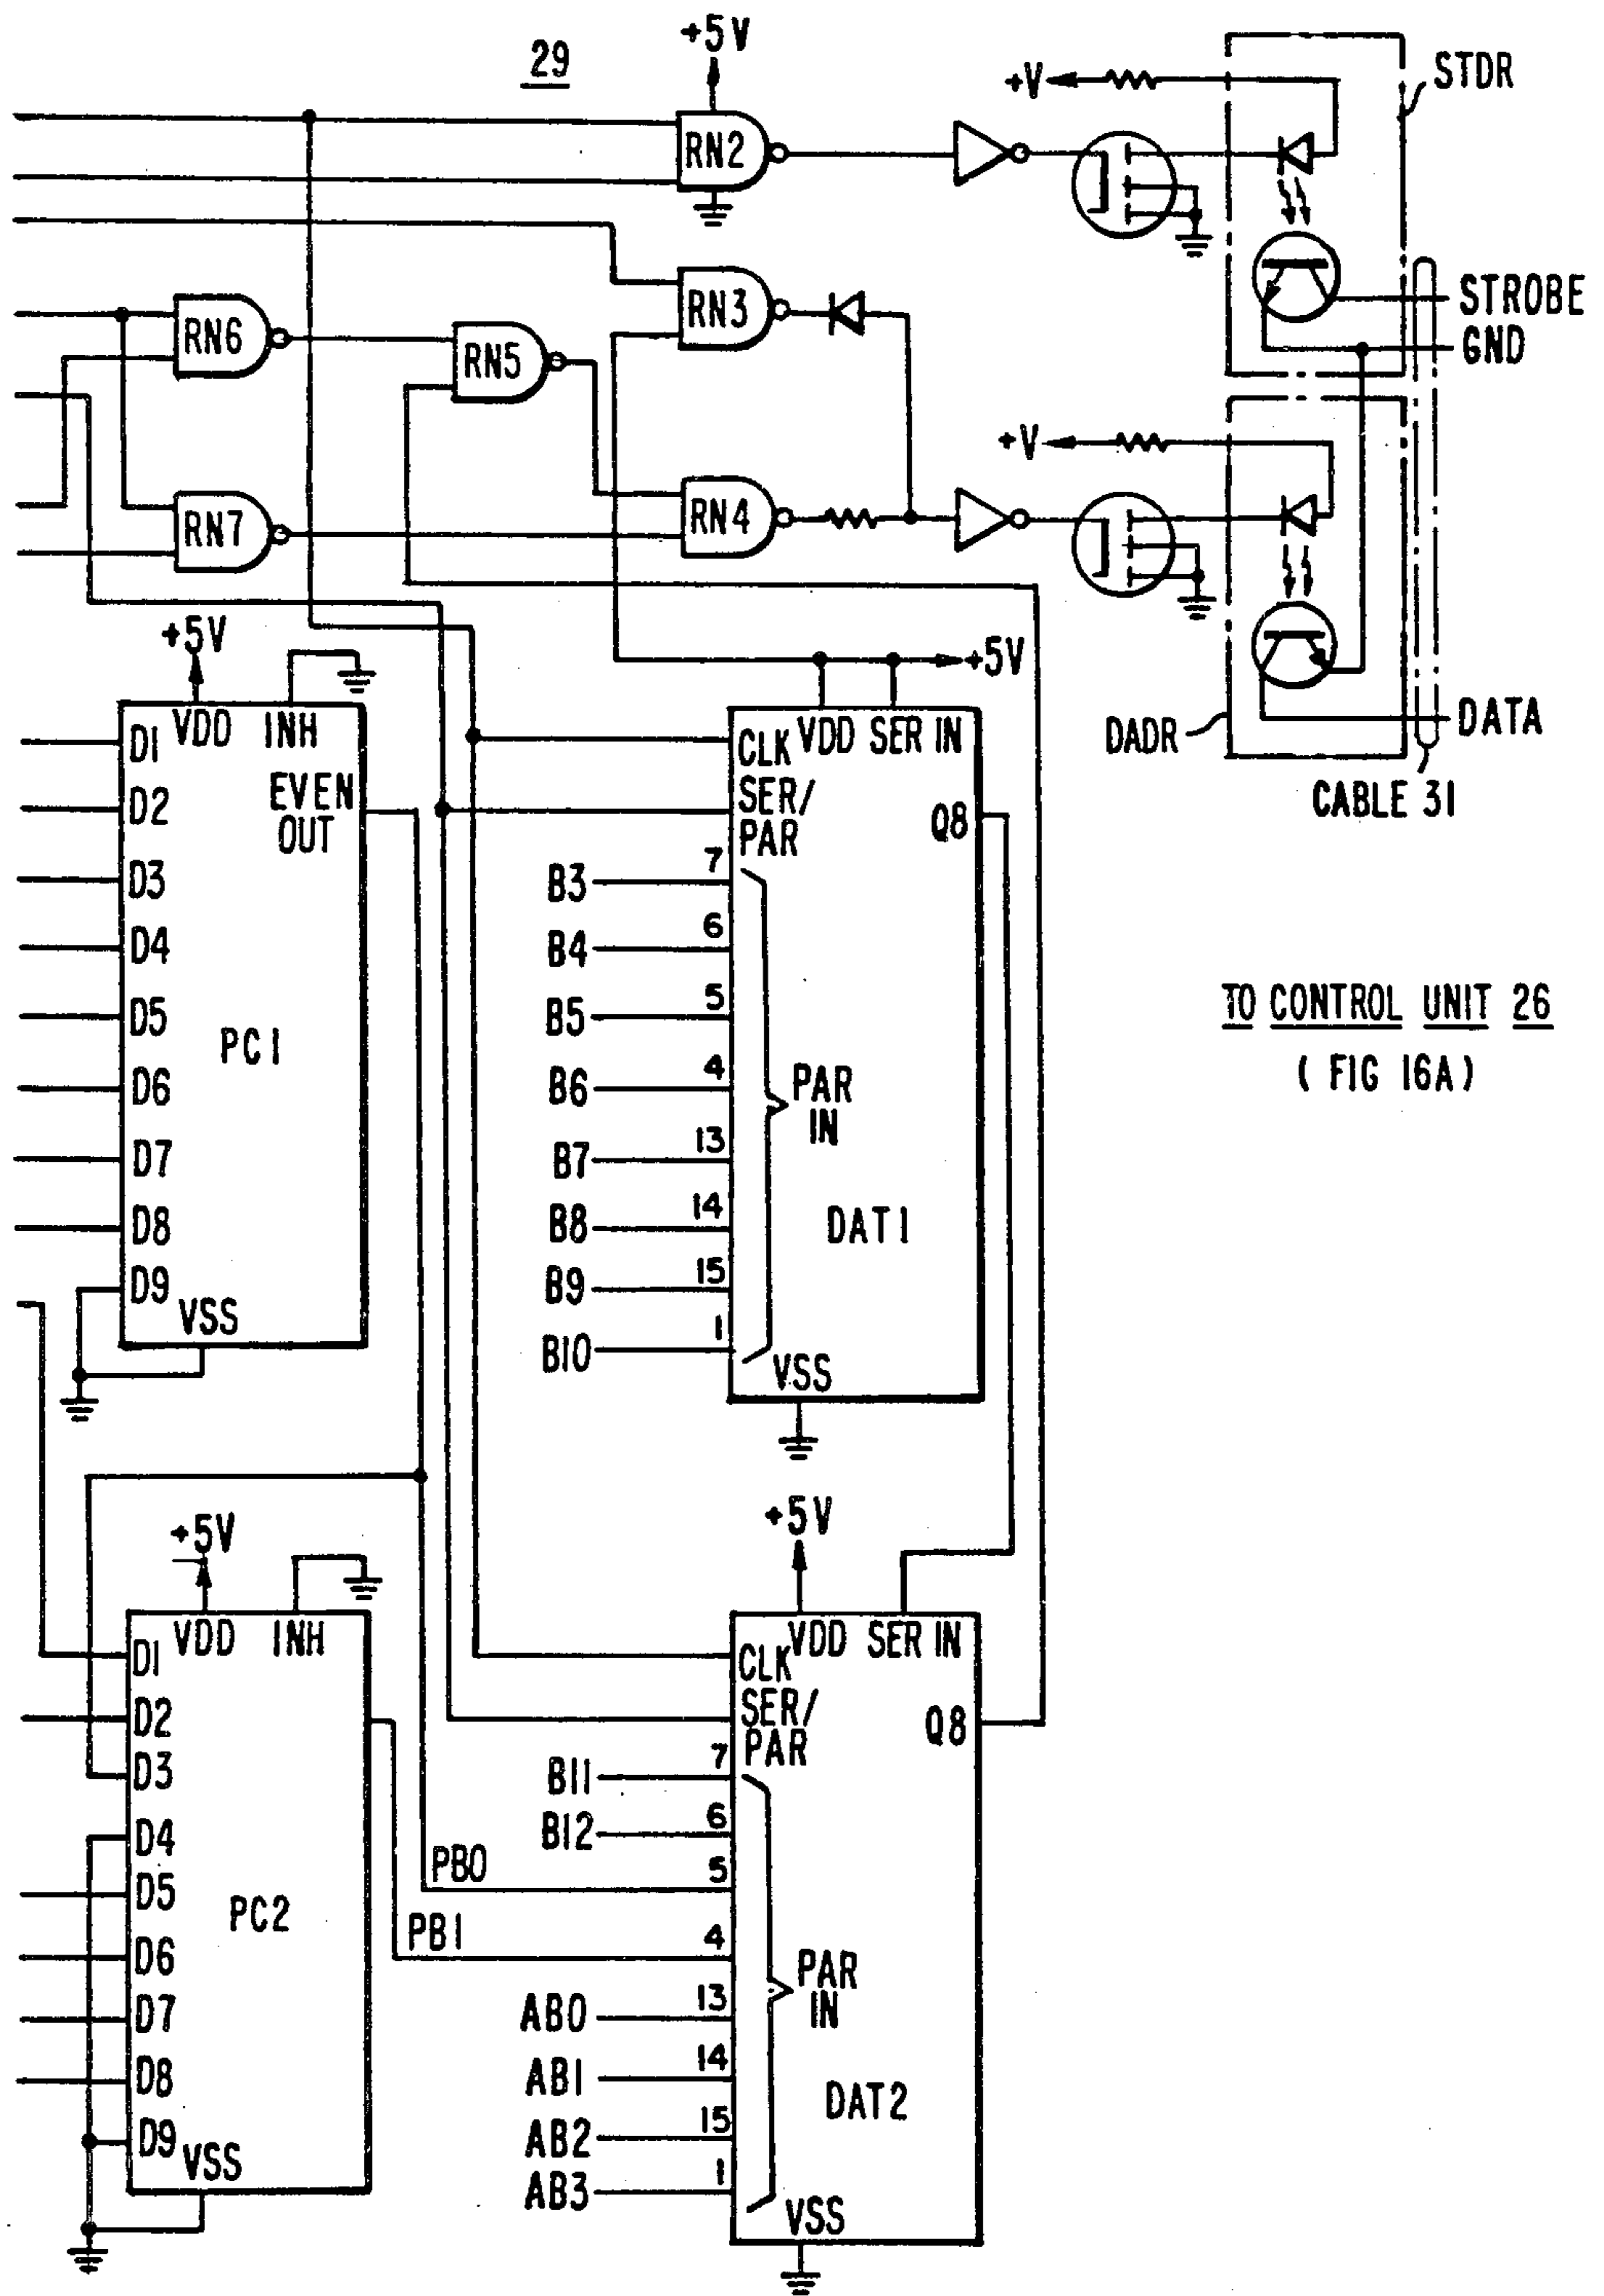 29
+5V
+V
STDR
RN2
RN3
STROBE
GND
RN6
RN5
+V
RN7
RN4
+5V
+5V
DADR
DATA
CABLE 31
VDD INH
D1
D2
D3
D4
D5
D6
D7
D8
D9
EVEN
OUT
PC1
VSS
CLK VDD SER IN
SER/
PAR
Q8
B3 7
B4 6
B5 5
B6 4
B7 13
B8 14
B9 15
B10 1
PAR
IN
DAT1
VSS
TO CONTROL UNIT 26
( FIG 16A )
+5V
VDD INH
D1
D2
D3
D4
D5
D6
D7
D8
D9
PC2
VSS
PB0
PB1
+5V
CLK VDD SER IN
SER/
PAR
Q8
B11 7
B12 6
5
4
AB0 13
AB1 14
AB2 15
AB3 1
PAR
IN
DAT2
VSS